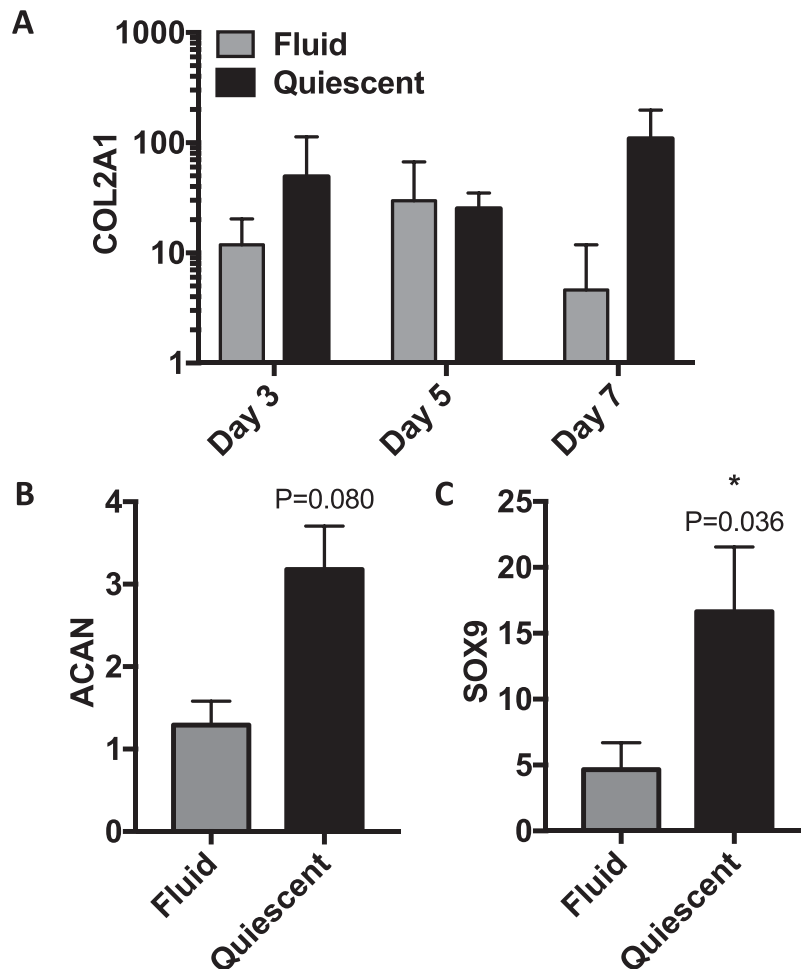 A
1000
100
10
1
COL2A1
Fluid
Quiescent
Day 3
Day 5
Day 7
B
4
3
2
1
0
ACAN
P=0.080
Fluid
Quiescent
C
25
20
15
10
5
0
SOX9
*
P=0.036
Fluid
Quiescent